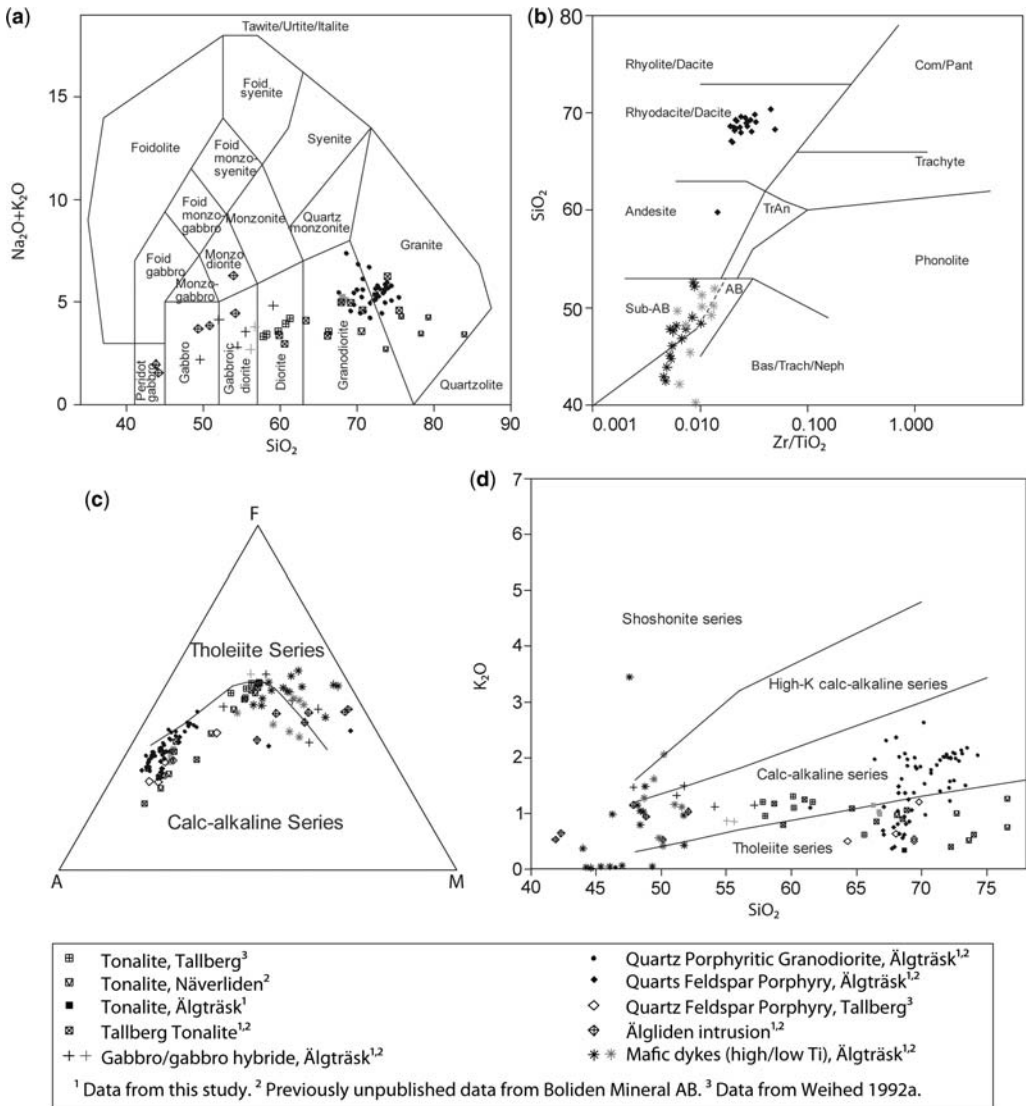 (a)
Tawite/Urtite/Italite
Foid syenite
Foidolite
Syenite
Foid monzo-syenite
Foid monzo-gabbro
Monzonite
Quartz monzonite
Granite
Foid gabbro
Monzo diorite
Monzo-gabbro
Peridot gabbro
Gabbro
Gabbroic diorite
Diorite
Granodiorite
Quartzolite
Na₂O+K₂O
15
10
5
0
40 50 60 70 80 90
SiO₂
(b)
80
70
60
50
40
SiO₂
Rhyolite/Dacite
Com/Pant
Rhyodacite/Dacite
Trachyte
Andesite
TrAn
Phonolite
Sub-AB
AB
Bas/Trach/Neph
0.001 0.010 0.100 1.000
Zr/TiO₂
(c)
F
Tholeiite Series
Calc-alkaline Series
A
M
(d)
7
6
5
4
3
2
1
0
K₂O
Shoshonite series
High-K calc-alkaline series
Calc-alkaline series
Tholeiite series
40 45 50 55 60 65 70 75
SiO₂
Tonalite, Tallberg³
Tonalite, Näverliden²
Tonalite, Älgträsk¹
Tallberg Tonalite¹,²
Gabbro/gabbro hybride, Älgträsk¹,²
Quartz Porphyritic Granodiorite, Älgträsk¹,²
Quarts Feldspar Porphyry, Älgträsk¹,²
Quartz Feldspar Porphyry, Tallberg³
Älgliden intrusion¹,²
Mafic dykes (high/low Ti), Älgträsk¹,²
¹ Data from this study. ² Previously unpublished data from Boliden Mineral AB. ³ Data from Weihed 1992a.